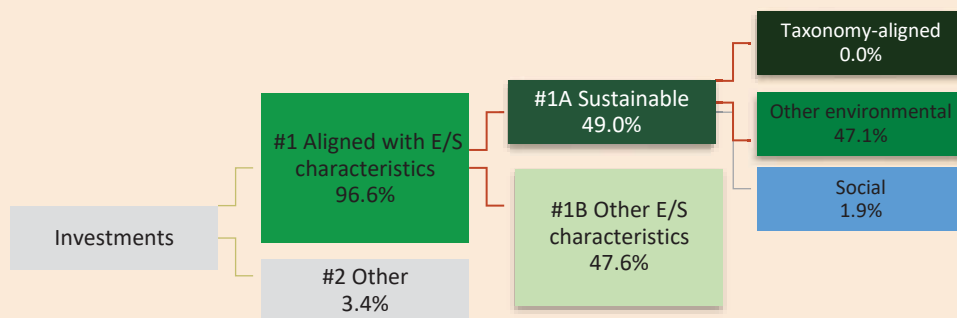 Investments
#1 Aligned with E/S
characteristics
96.6%
#2 Other
3.4%
#1A Sustainable
49.0%
#1B Other E/S
characteristics
47.6%
Taxonomy-aligned
0.0%
Other environmental
47.1%
Social
1.9%